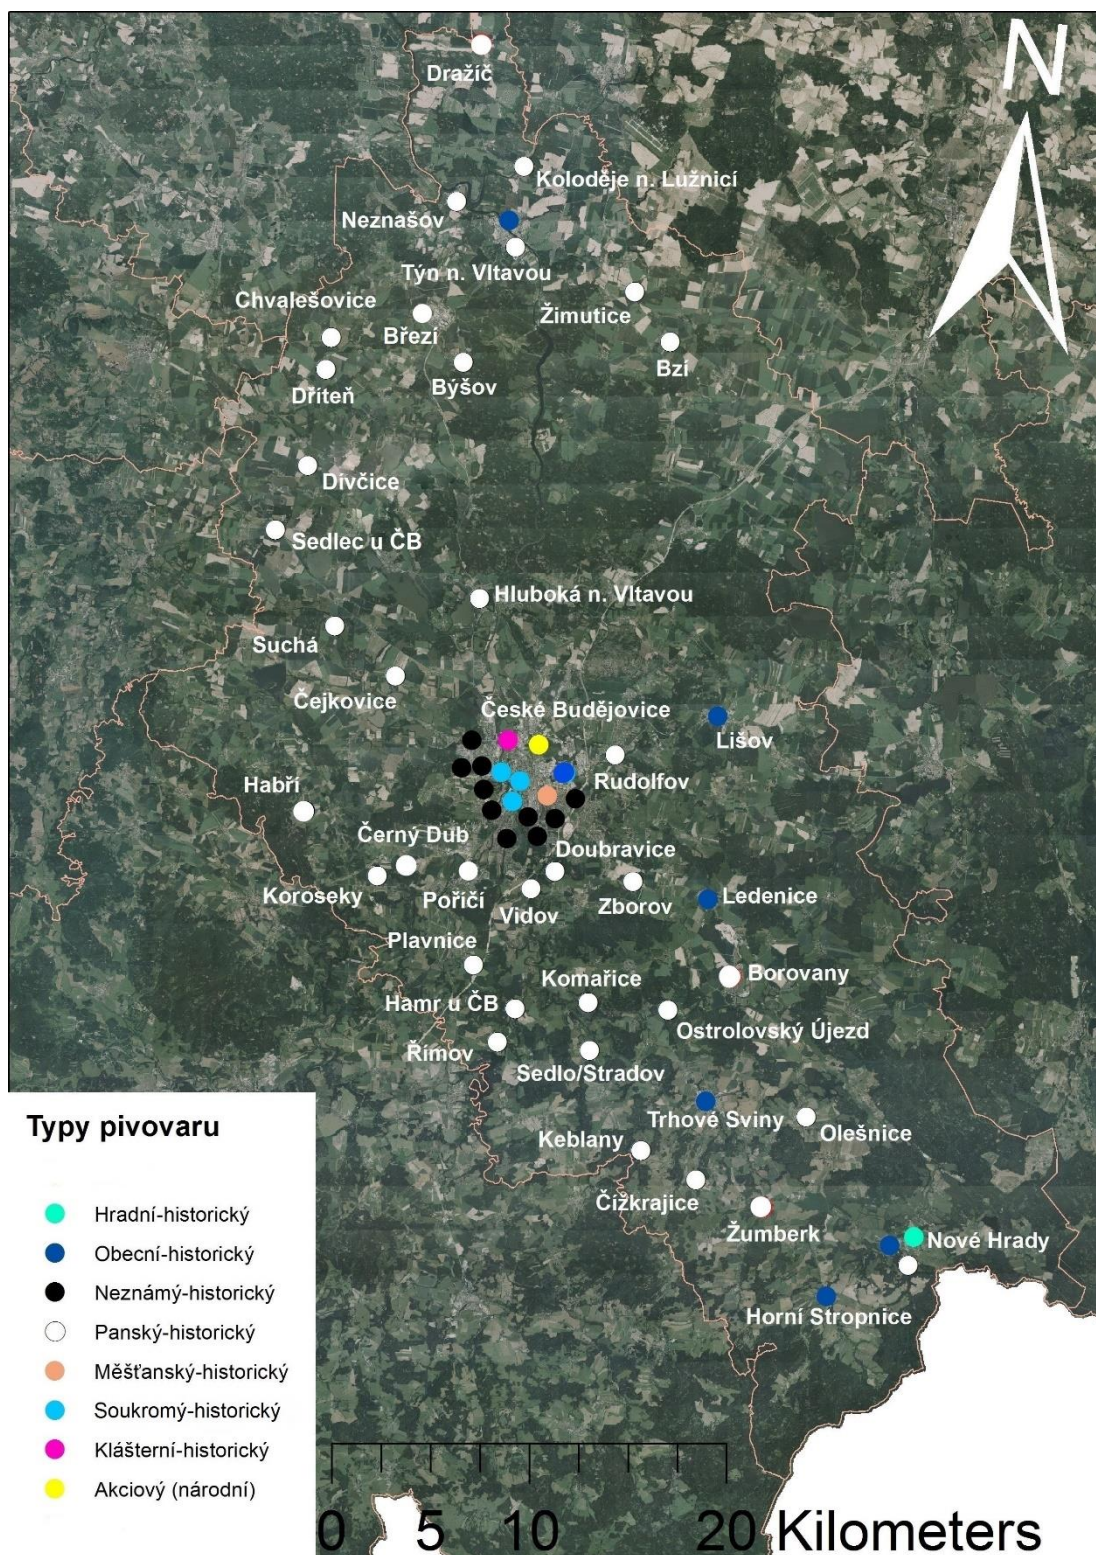 N
Dražíč
Koloděje n. Lužnicí
Neznašov
Týn n. Vltavou
Chvalešovice
Žimutice
Březí
Bzí
Býšov
Dříteň
Dívčice
Sedlec u ČB
Hluboká n. Vltavou
Suchá
Čejkovice
České Budějovice
Lišov
Rudolfov
Habří
Černý Dub
Doubravice
Koroseky
Poříčí
Zborov
Ledenice
Vidov
Plavnice
Borovany
Komařice
Hamr u ČB
Ostrolovský Újezd
Římov
Sedlo/Stradov
Trhové Sviny
Olešnice
Keblany
Čížkrajice
Žumberk
Nové Hrady
Horní Stropnice
Typy pivovaru
Hradní-historický
Obecní-historický
Neznámý-historický
Panský-historický
Měšťanský-historický
Soukromý-historický
Klášterní-historický
Akciový (národní)
0 5 10 20 Kilometers